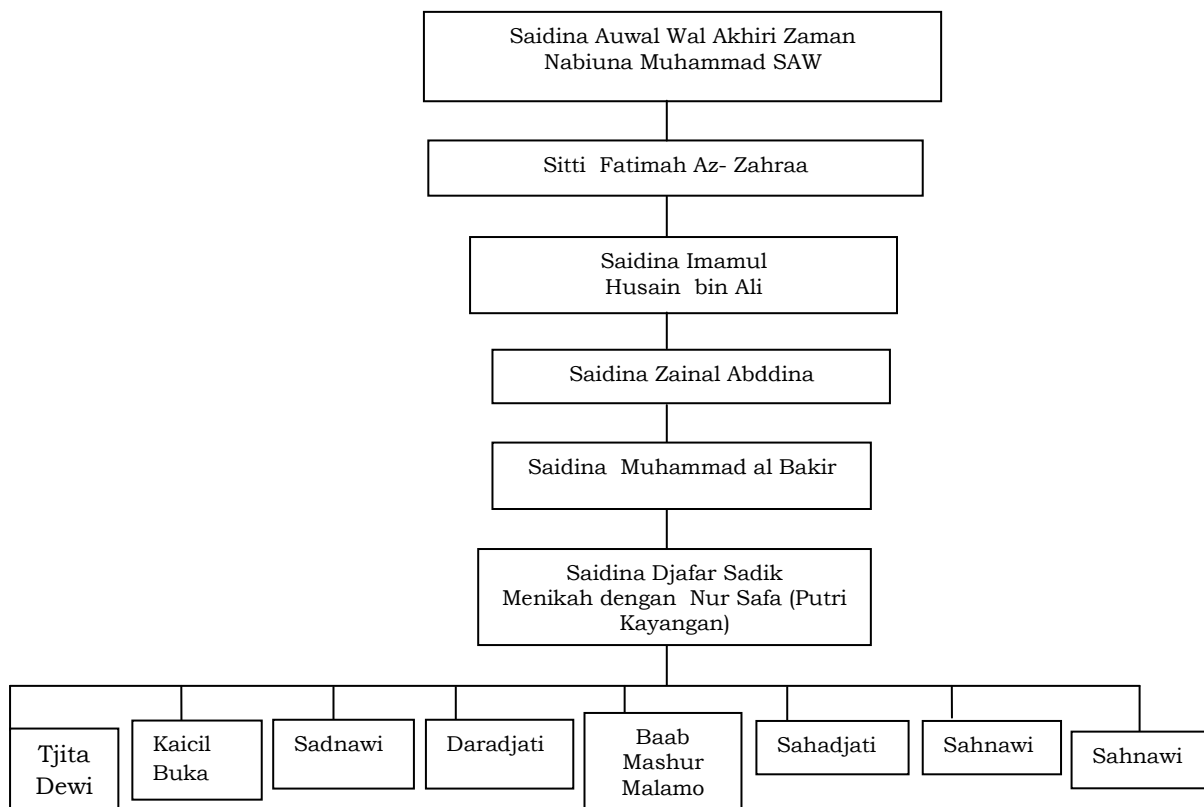 Saidina Auwal Wal Akhiri Zaman
Nabiuna Muhammad SAW
Sitti Fatimah Az- Zahraa
Saidina Imamul
Husain bin Ali
Saidina Zainal Abddina
Saidina Muhammad al Bakir
Saidina Djafar Sadik
Menikah dengan Nur Safa (Putri
Kayangan)
Tjita
Dewi
Kaicil
Buka
Sadnawi
Daradjati
Baab
Mashur
Malamo
Sahadjati
Sahnawi
Sahnawi